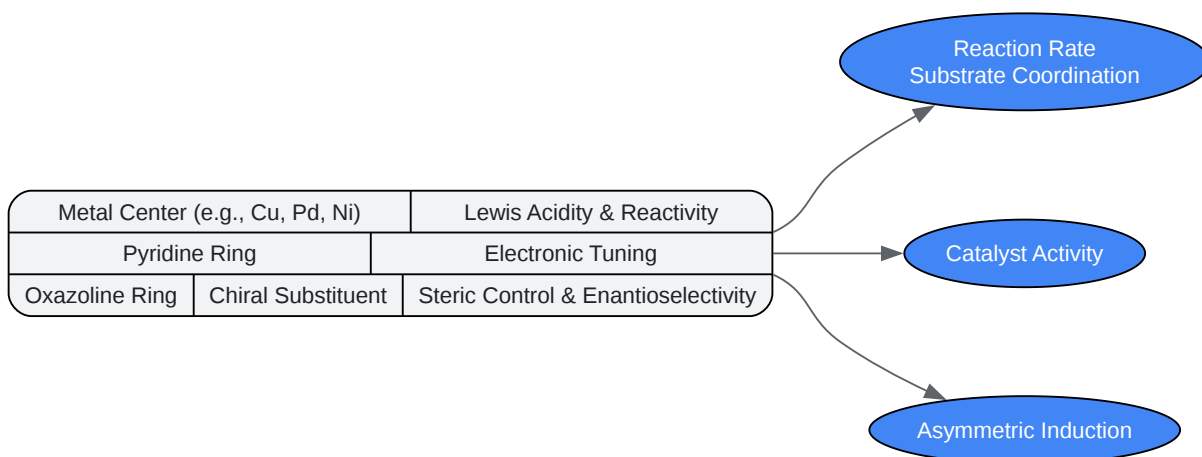 Reaction Rate
Substrate Coordination
Metal Center (e.g., Cu, Pd, Ni)
Lewis Acidity & Reactivity
Pyridine Ring
Electronic Tuning
Catalyst Activity
Oxazoline Ring
Chiral Substituent
Steric Control & Enantioselectivity
Asymmetric Induction